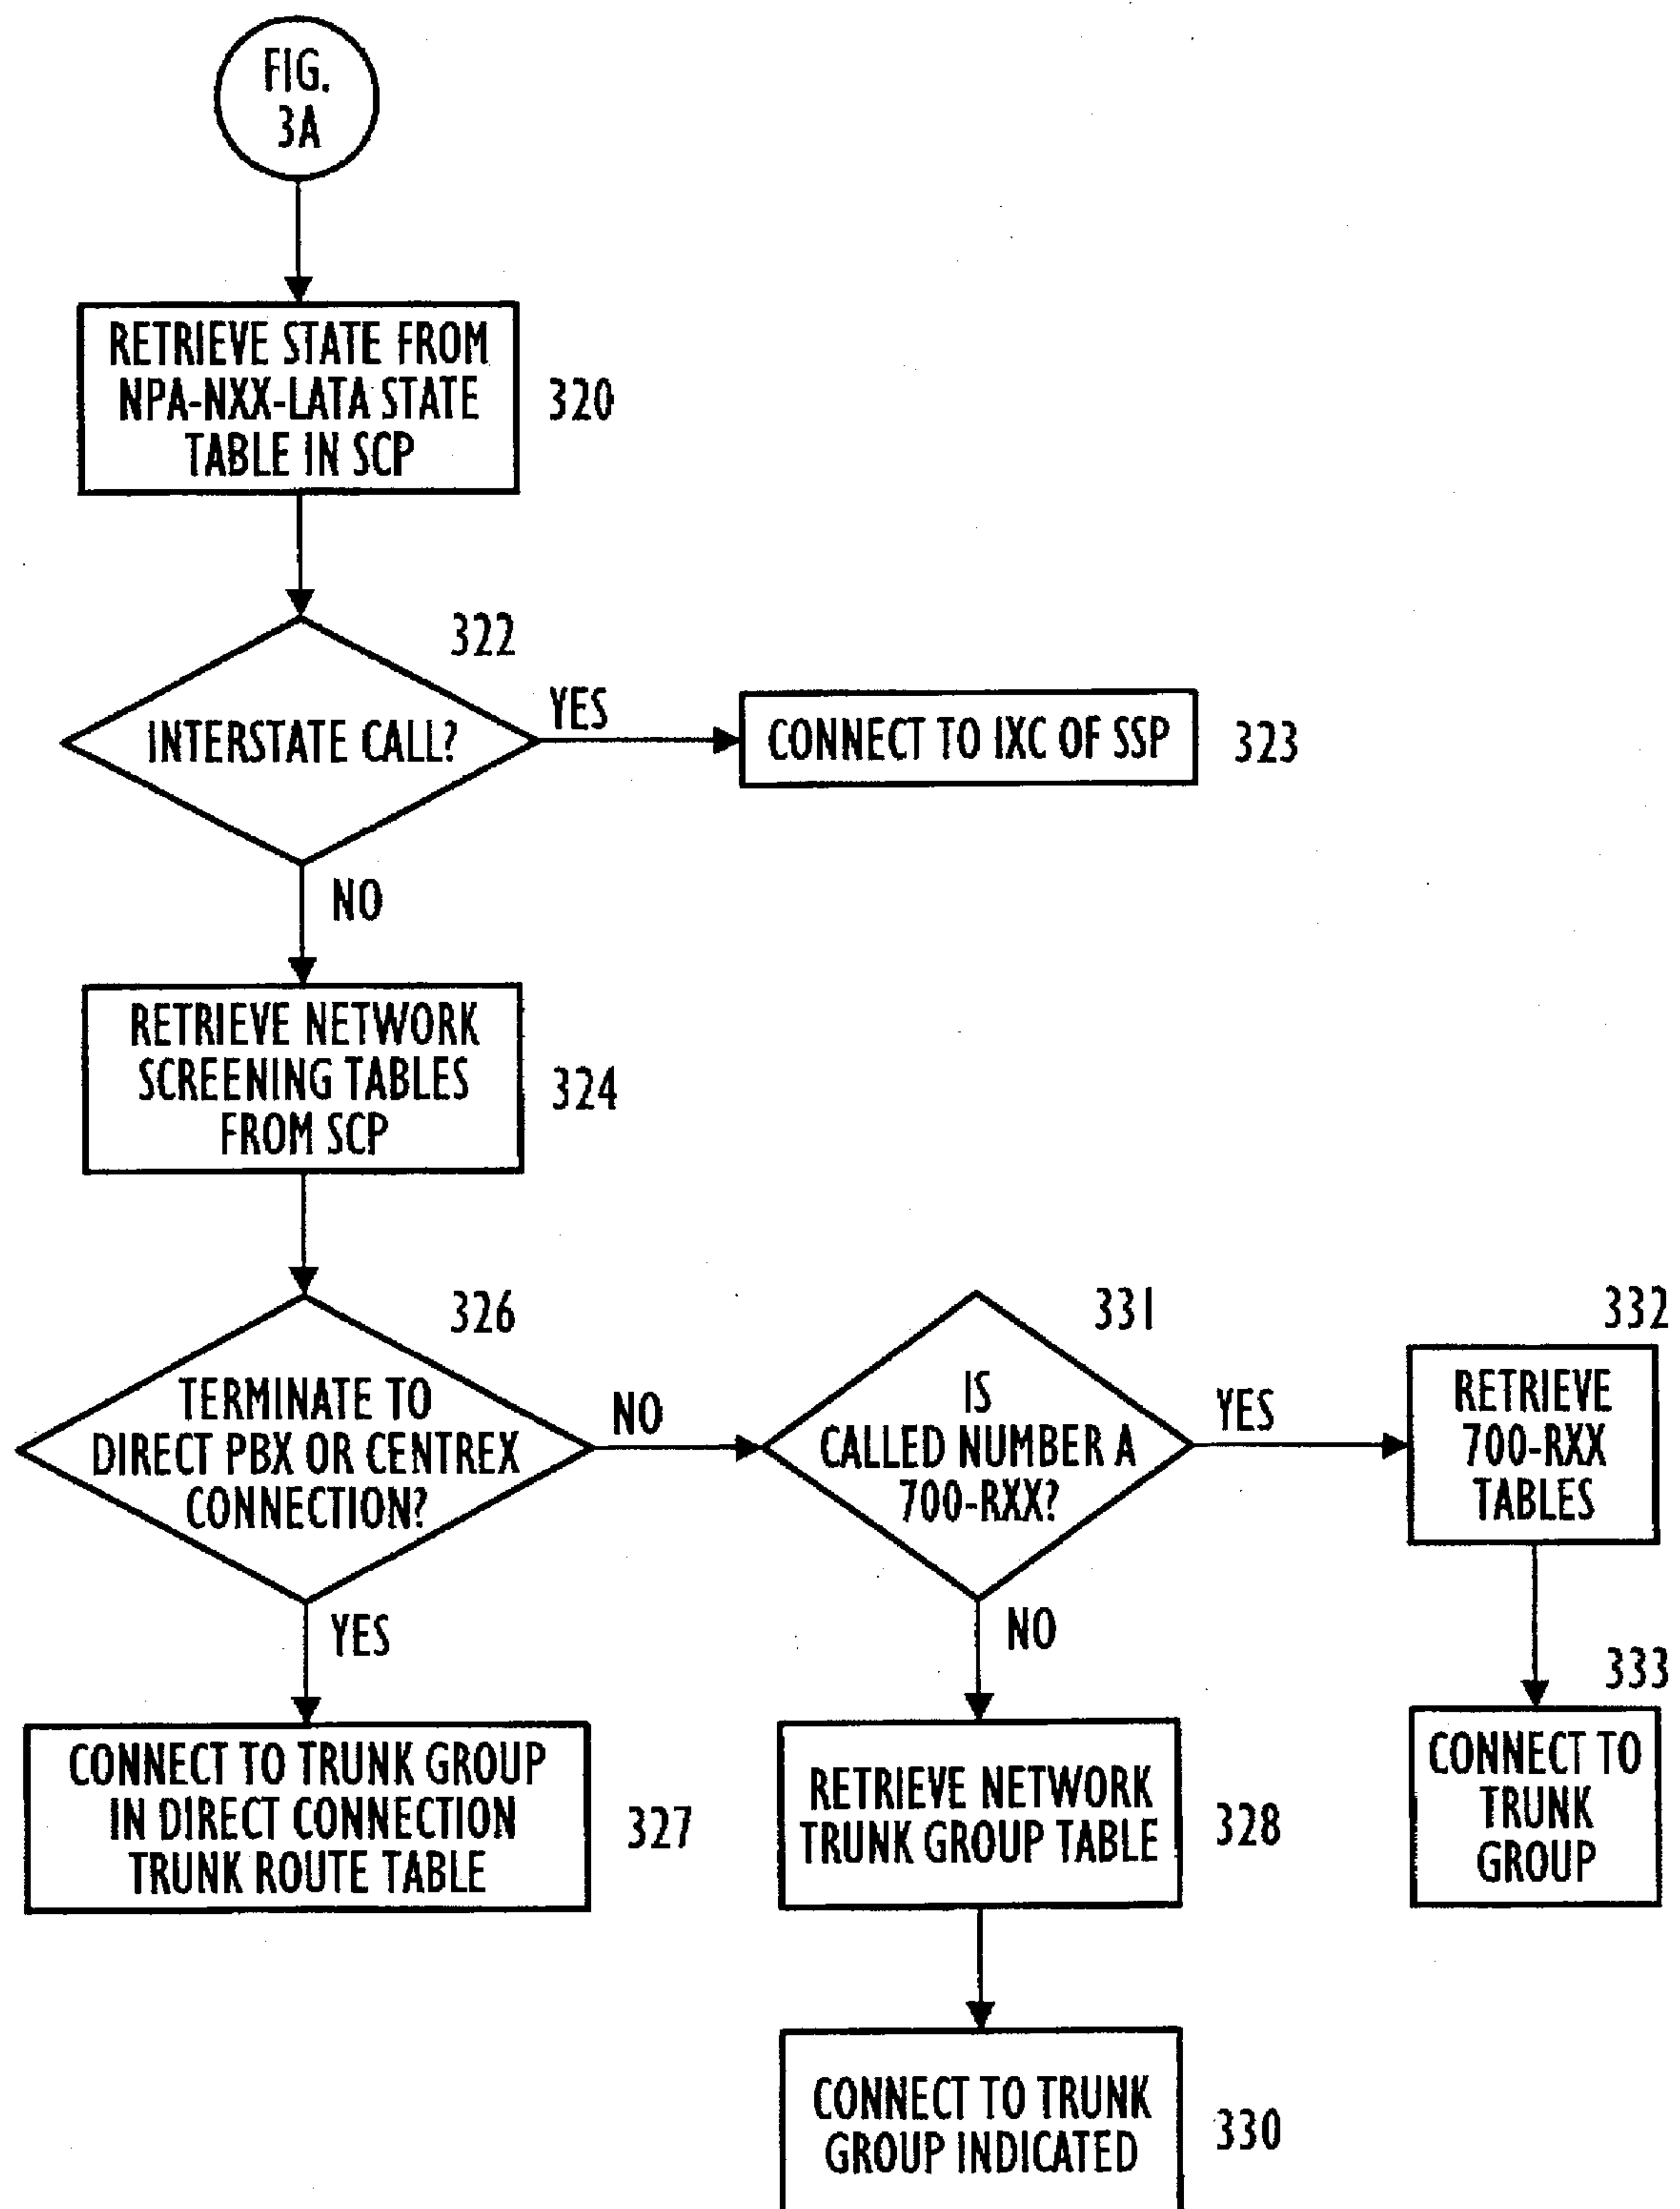 FIG.
3A
RETRIEVE STATE FROM
NPA-NXX-LATA STATE
TABLE IN SCP
320
322
INTERSTATE CALL?
YES
CONNECT TO IXC OF SSP
323
NO
RETRIEVE NETWORK
SCREENING TABLES
FROM SCP
324
326
TERMINATE TO
DIRECT PBX OR CENTREX
CONNECTION?
NO
331
IS
CALLED NUMBER A
700-RXX?
YES
332
RETRIEVE
700-RXX
TABLES
YES
NO
333
CONNECT TO
TRUNK
GROUP
CONNECT TO TRUNK GROUP
IN DIRECT CONNECTION
TRUNK ROUTE TABLE
327
RETRIEVE NETWORK
TRUNK GROUP TABLE
328
CONNECT TO TRUNK
GROUP INDICATED
330